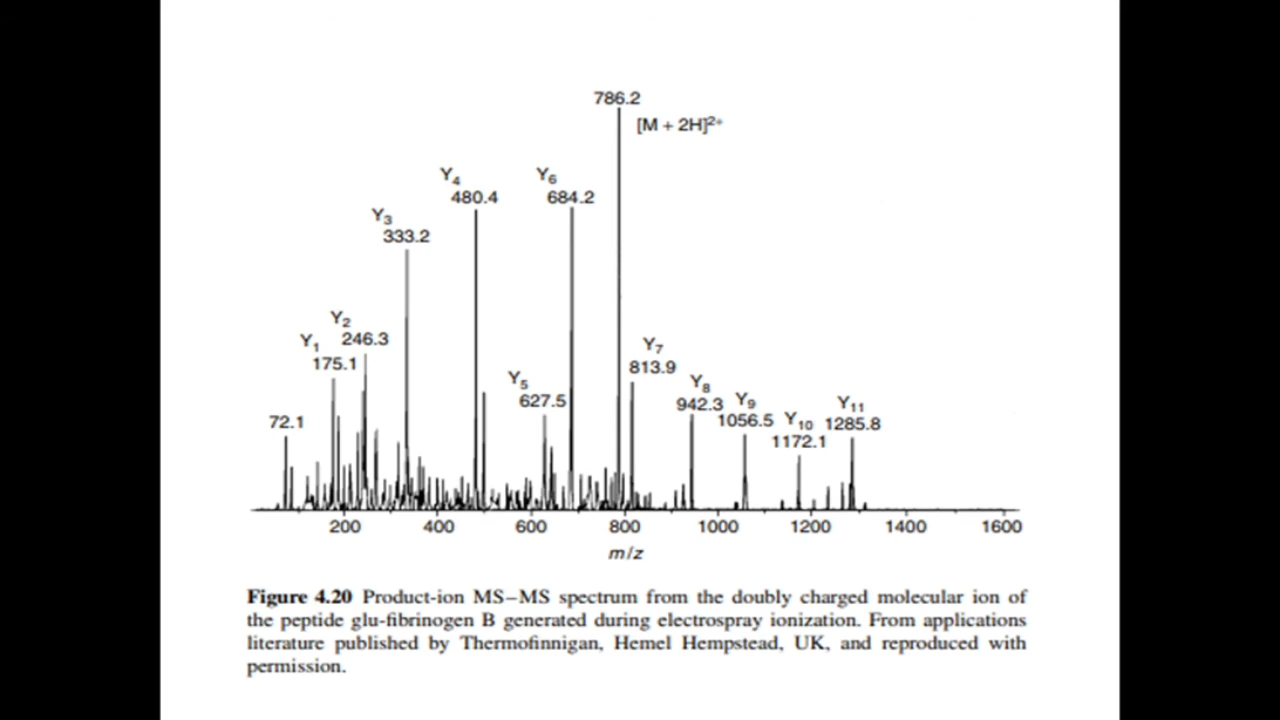 786.2
[M + 2H]²⁺
Y₄
480.4
Y₆
684.2
Y₃
333.2
Y₂
246.3
Y₁
175.1
Y₇
813.9
Y₅
627.5
Y₈
942.3
Y₉
1056.5
Y₁₀
1172.1
Y₁₁
1285.8
72.1
200 400 600 800 1000 1200 1400 1600
m/z
Figure 4.20 Product-ion MS–MS spectrum from the doubly charged molecular ion of
the peptide glu-fibrinogen B generated during electrospray ionization. From applications
literature published by Thermofinnigan, Hemel Hempstead, UK, and reproduced with
permission.